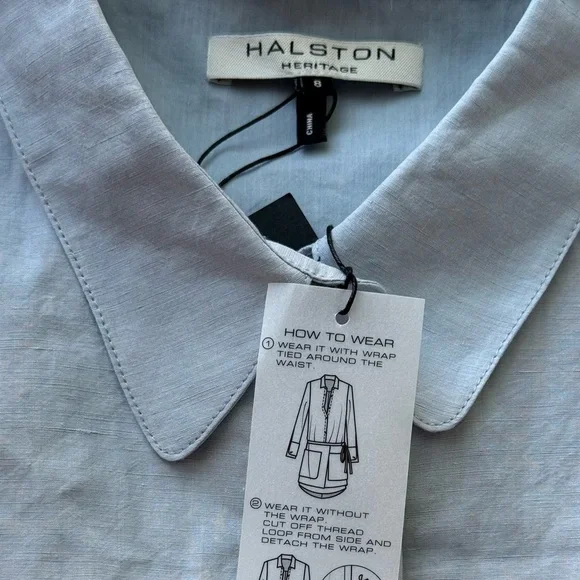 HALSTON
HERITAGE
8
CHINA
HOW TO WEAR
1 WEAR IT WITH WRAP
TIED AROUND THE
WAIST.
2 WEAR IT WITHOUT
THE WRAP.
CUT OFF THREAD
LOOP FROM SIDE AND
DETACH THE WRAP.